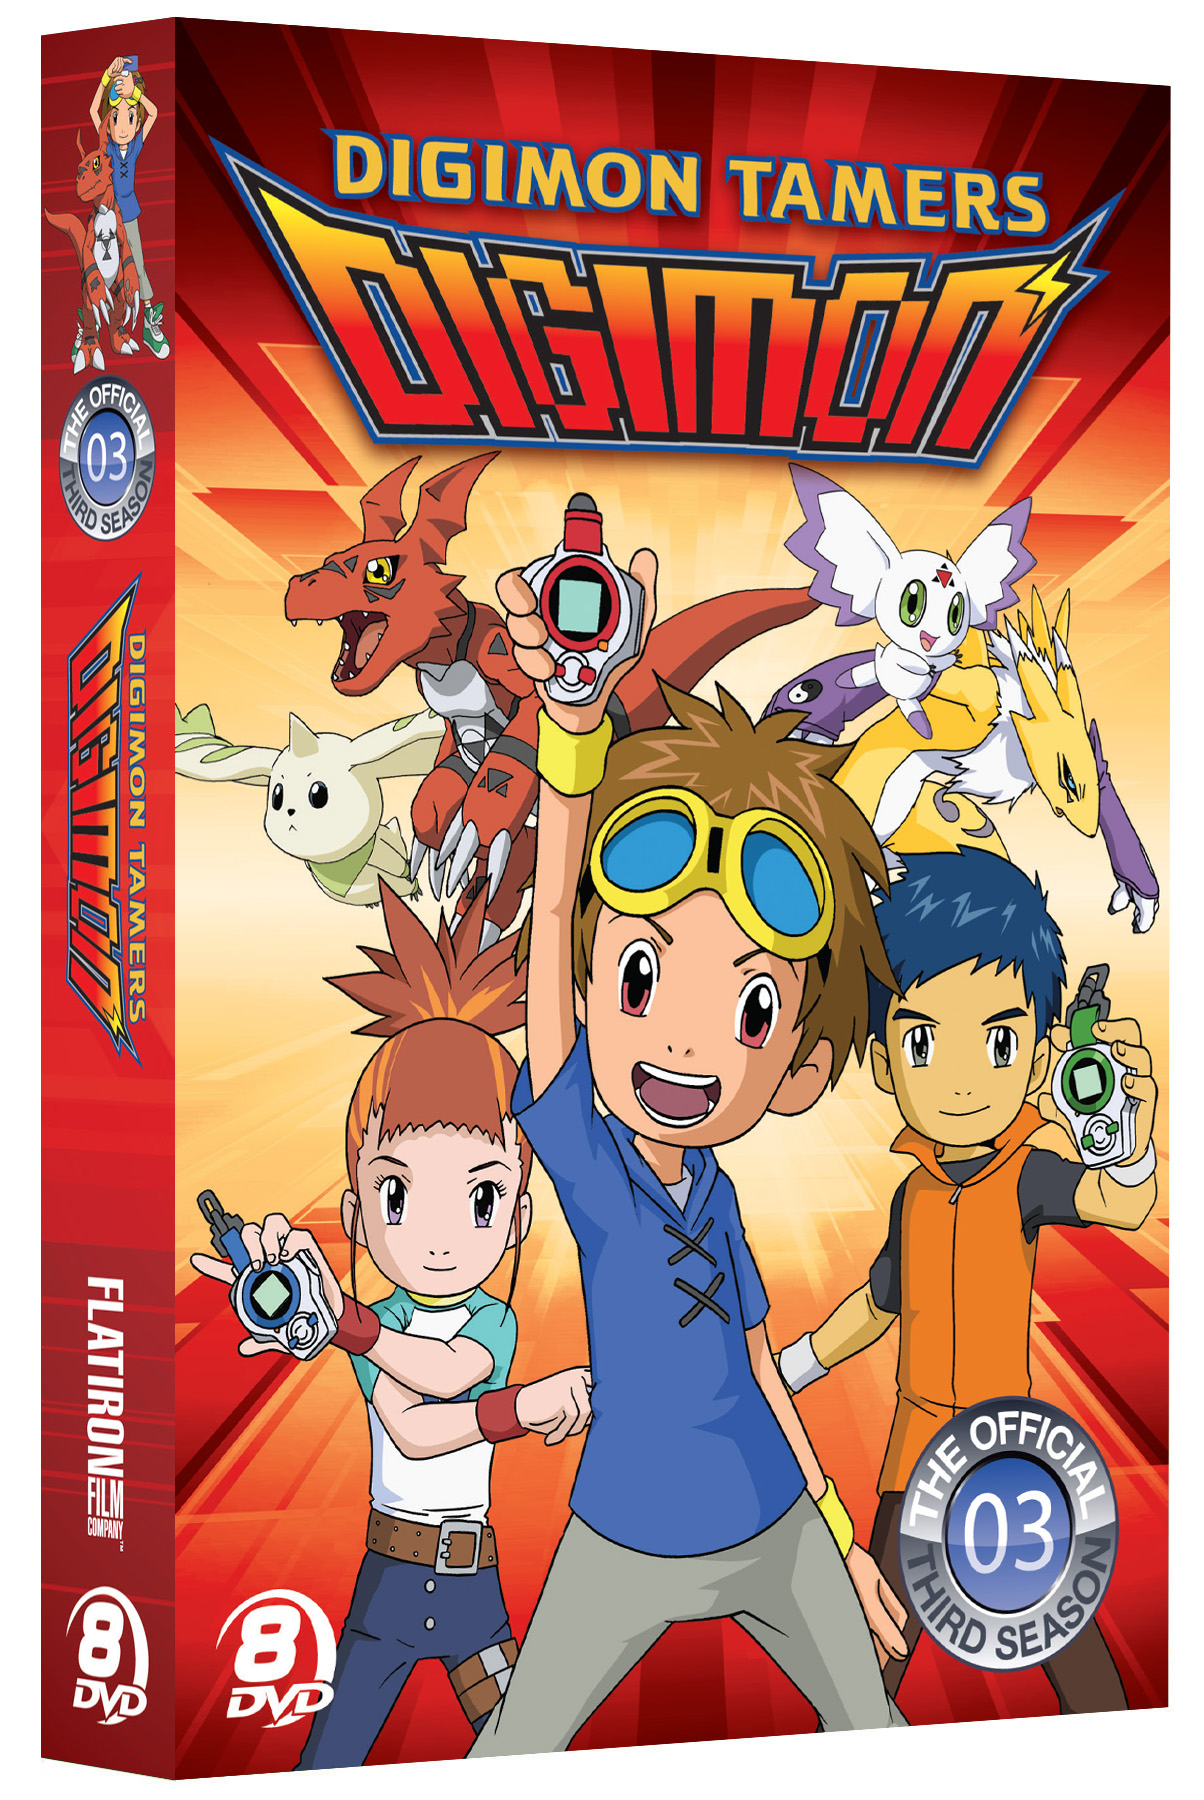 THE OFFICIAL
03
THIRD SEASON
DIGIMON TAMERS
DIGIMON
FLATIRON
FILM
COMPANY™
8
DVD
DIGIMON TAMERS
DIGIMON
THE OFFICIAL
03
THIRD SEASON
8
DVD